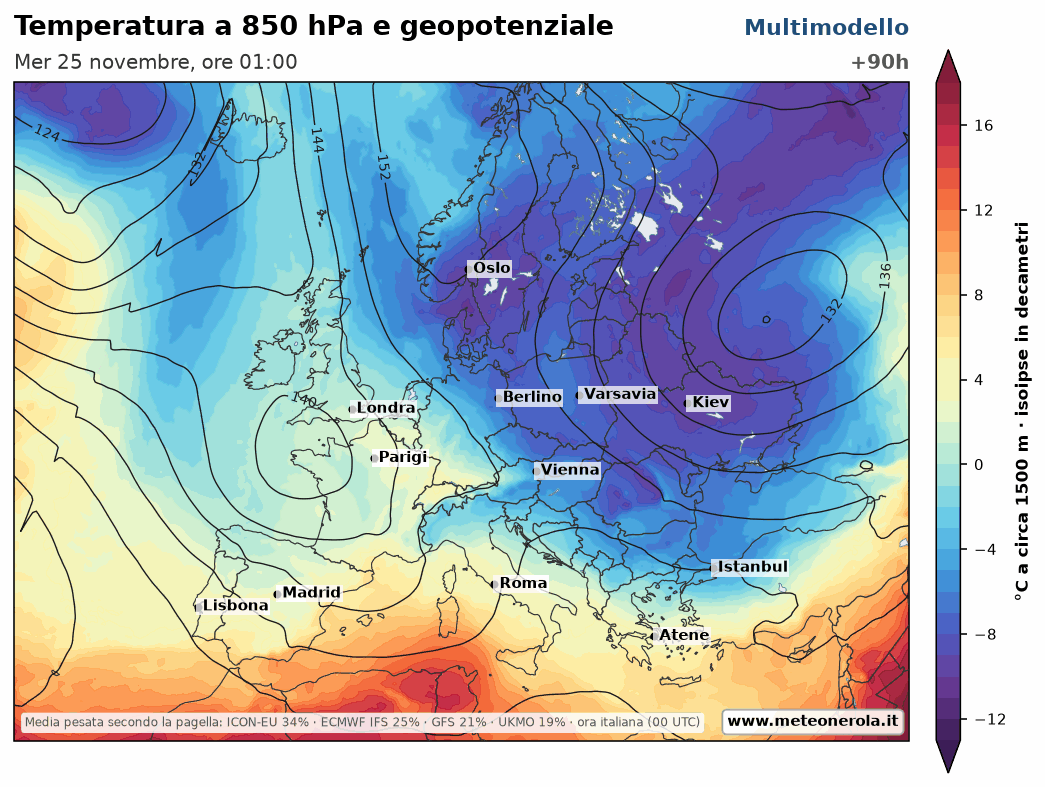 Temperatura a 850 hPa e geopotenziale
Multimodello
Mer 25 novembre, ore 01:00
+90h
124
132
144
152
136
132
140
Oslo
Berlino
Varsavia
Kiev
Londra
Parigi
Vienna
Istanbul
Roma
Madrid
Lisbona
Atene
16
12
8
4
0
−4
−8
−12
°C a circa 1500 m · isoipse in decametri
Media pesata secondo la pagella: ICON-EU 34% · ECMWF IFS 25% · GFS 21% · UKMO 19% · ora italiana (00 UTC)
www.meteonerola.it